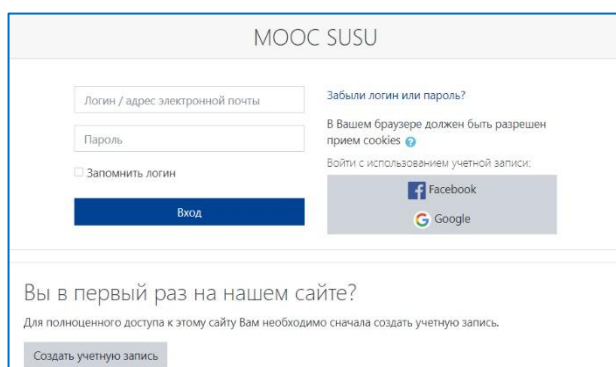 MOOC SUSU
Логин / адрес электронной почты
Пароль
Запомнить логин
Вход
Забыли логин или пароль?
В Вашем браузере должен быть разрешен
прием cookies
Войти с использованием учетной записи:
Facebook
Google
Вы в первый раз на нашем сайте?
Для полноценного доступа к этому сайту Вам необходимо сначала создать учетную запись.
Создать учетную запись